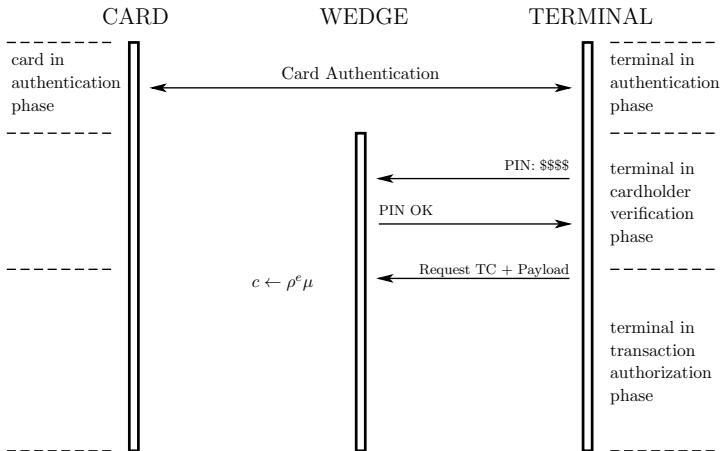 CARD
WEDGE
TERMINAL
card in
authentication
phase
Card Authentication
terminal in
authentication
phase
PIN: $$$$
PIN OK
terminal in
cardholder
verification
phase
Request TC + Payload
c ← ρᵉμ
terminal in
transaction
authorization
phase